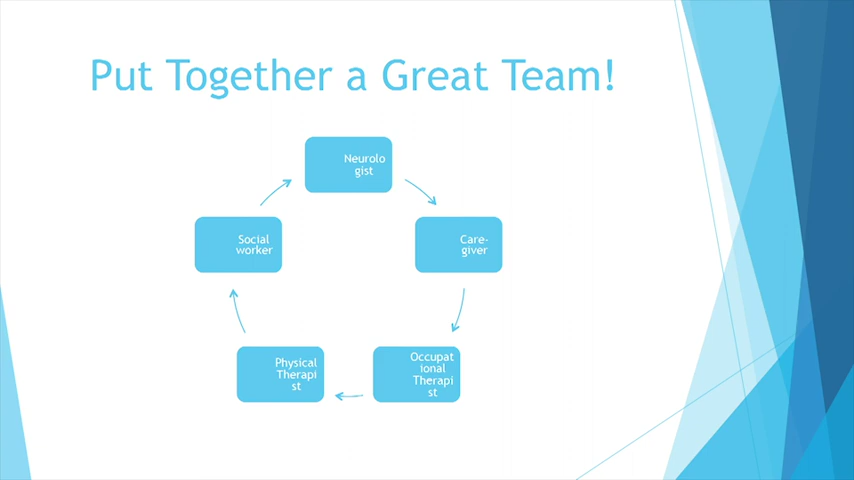 Put Together a Great Team!
Neurolo
gist
Care-
giver
Occupat
ional
Therapi
st
Physical
Therapi
st
Social
worker